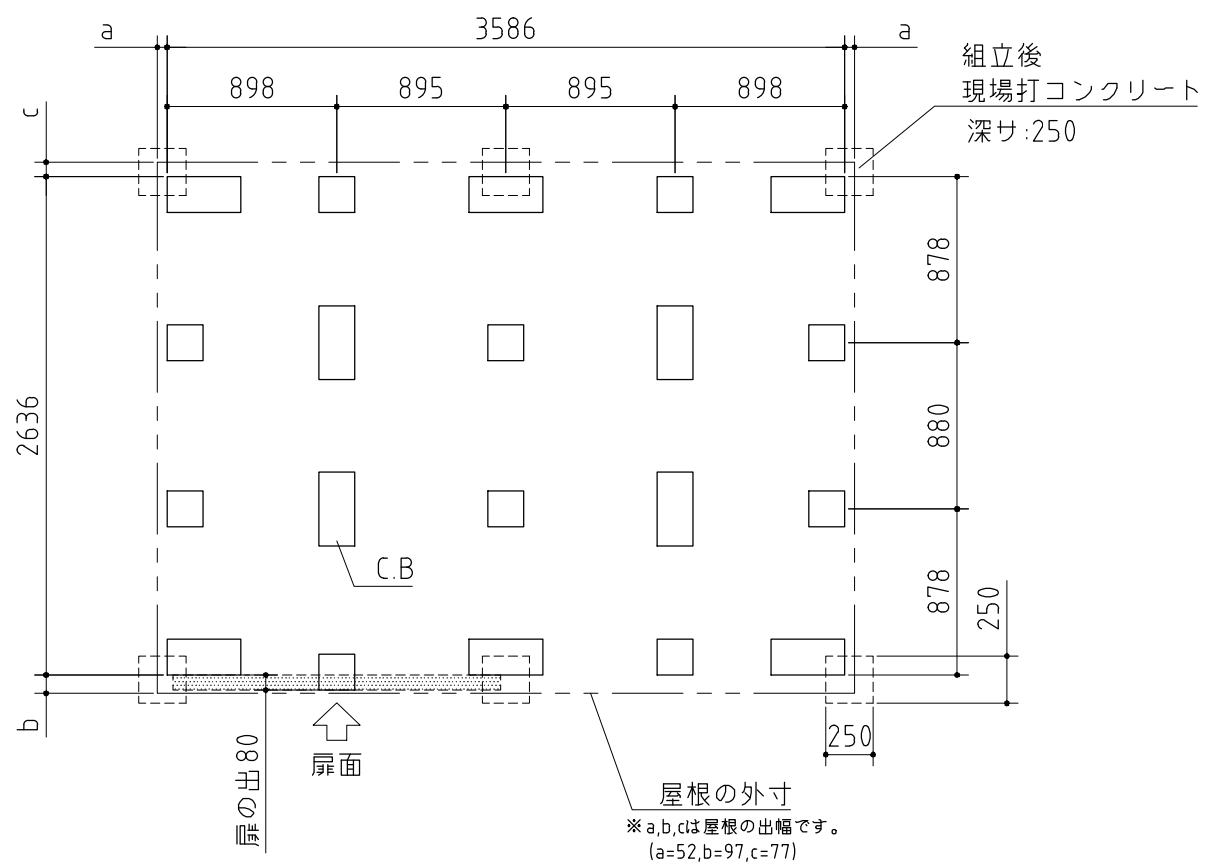 a
3586
a
898
895
895
898
組立後
現場打コンクリート
深サ:250
c
2636
b
878
880
878
250
250
C.B
扉の出80
扉面
屋根の外寸
※a,b,cは屋根の出幅です。
(a=52,b=97,c=77)